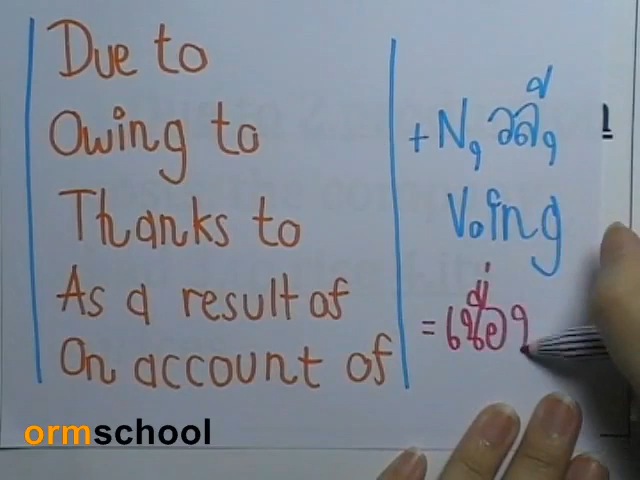 Due to
Owing to
Thanks to
As a result of
On account of
+ N, วลี,
Ving
= เนื่อง
ormschool